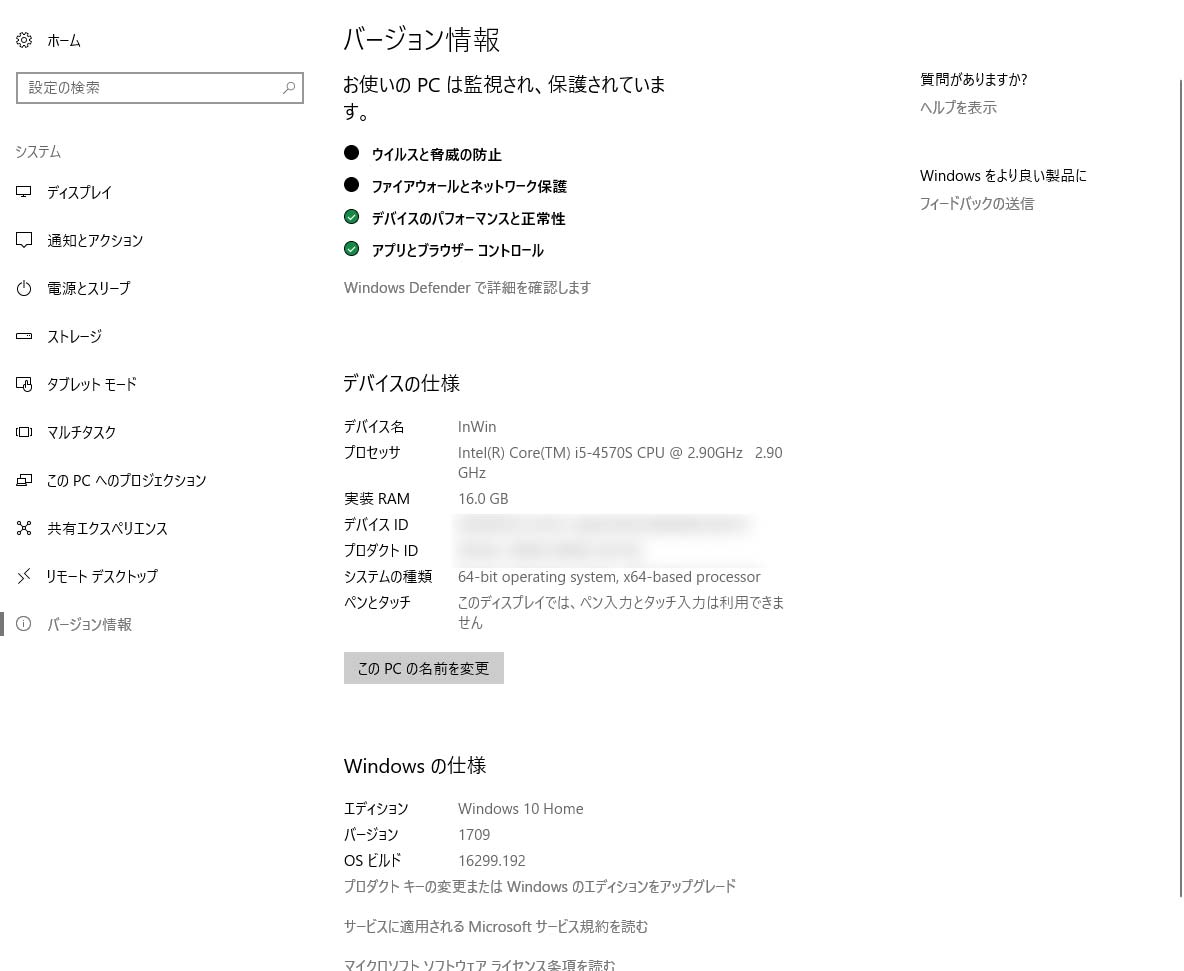 ホーム
設定の検索
システム
ディスプレイ
通知とアクション
電源とスリープ
ストレージ
タブレット モード
マルチタスク
この PC へのプロジェクション
共有エクスペリエンス
リモート デスクトップ
バージョン情報
バージョン情報
お使いの PC は監視され、保護されていま
す。
ウイルスと脅威の防止
ファイアウォールとネットワーク保護
デバイスのパフォーマンスと正常性
アプリとブラウザー コントロール
Windows Defender で詳細を確認します
デバイスの仕様
デバイス名 InWin
プロセッサ Intel(R) Core(TM) i5-4570S CPU @ 2.90GHz 2.90
GHz
実装 RAM 16.0 GB
デバイス ID
プロダクト ID
システムの種類 64-bit operating system, x64-based processor
ペンとタッチ このディスプレイでは、ペン入力とタッチ入力は利用できま
せん
この PC の名前を変更
Windows の仕様
エディション Windows 10 Home
バージョン 1709
OS ビルド 16299.192
プロダクト キーの変更または Windows のエディションをアップグレード
サービスに適用される Microsoft サービス規約を読む
マイクロソフト ソフトウェア ライセンス条項を読む
質問がありますか?
ヘルプを表示
Windows をより良い製品に
フィードバックの送信